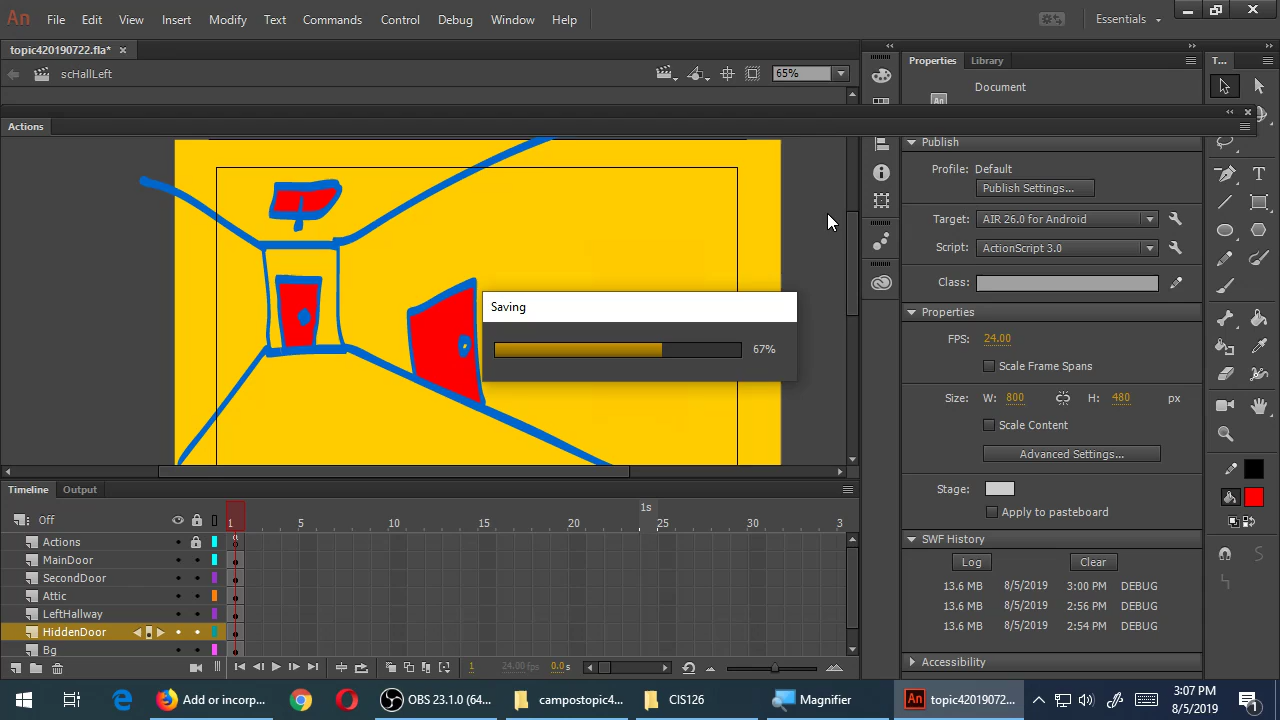 An File Edit View Insert Modify Text Commands Control Debug Window Help Essentials
topic420190722.fla* ×
scHallLeft 65%
Properties Library T...
Document
An
Actions
Publish
Profile: Default
Publish Settings...
Target: AIR 26.0 for Android
Script: ActionScript 3.0
Class:
Properties
FPS: 24.00
Scale Frame Spans
Size: W: 800 H: 480 px
Scale Content
Advanced Settings...
Stage:
Apply to pasteboard
SWF History
Log Clear
13.6 MB 8/5/2019 3:00 PM DEBUG
13.6 MB 8/5/2019 2:56 PM DEBUG
13.6 MB 8/5/2019 2:54 PM DEBUG
Accessibility
Saving
67%
Timeline Output
1s
Off 1 5 10 15 20 25 30 3
Actions
MainDoor
SecondDoor
Attic
LeftHallway
HiddenDoor
Bg
1 24.00fps 0.0s
Add or incorp... OBS 23.1.0 (64... campostopic4... CIS126 Magnifier An topic42019072... 3:07 PM
8/5/2019 1